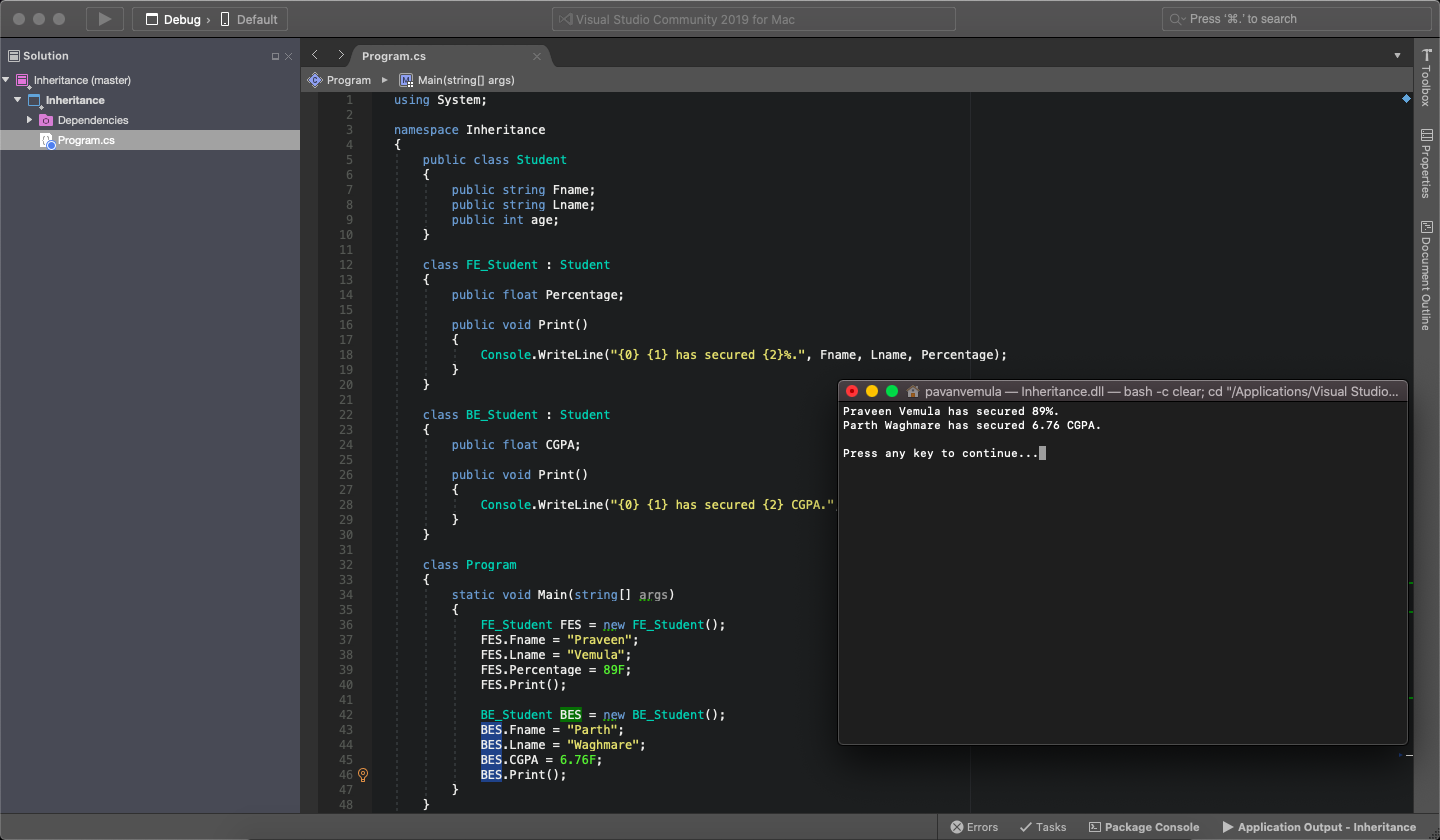 Debug › Default
Visual Studio Community 2019 for Mac
Press ‘⌘.’ to search
Solution
Inheritance (master)
Inheritance
Dependencies
Program.cs
Program.cs
Program ▸ Main(string[] args)
1 using System;
2
3 namespace Inheritance
4 {
5 public class Student
6 {
7 public string Fname;
8 public string Lname;
9 public int age;
10 }
11
12 class FE_Student : Student
13 {
14 public float Percentage;
15
16 public void Print()
17 {
18 Console.WriteLine("{0} {1} has secured {2}%.", Fname, Lname, Percentage);
19 }
20 }
21
22 class BE_Student : Student
23 {
24 public float CGPA;
25
26 public void Print()
27 {
28 Console.WriteLine("{0} {1} has secured {2} CGPA."
29 }
30 }
31
32 class Program
33 {
34 static void Main(string[] args)
35 {
36 FE_Student FES = new FE_Student();
37 FES.Fname = "Praveen";
38 FES.Lname = "Vemula";
39 FES.Percentage = 89F;
40 FES.Print();
41
42 BE_Student BES = new BE_Student();
43 BES.Fname = "Parth";
44 BES.Lname = "Waghmare";
45 BES.CGPA = 6.76F;
46 BES.Print();
47 }
48 }
pavanvemula — Inheritance.dll — bash -c clear; cd "/Applications/Visual Studio...
Praveen Vemula has secured 89%.
Parth Waghmare has secured 6.76 CGPA.
Press any key to continue...
Toolbox
Properties
Document Outline
Errors
Tasks
Package Console
Application Output - Inheritance